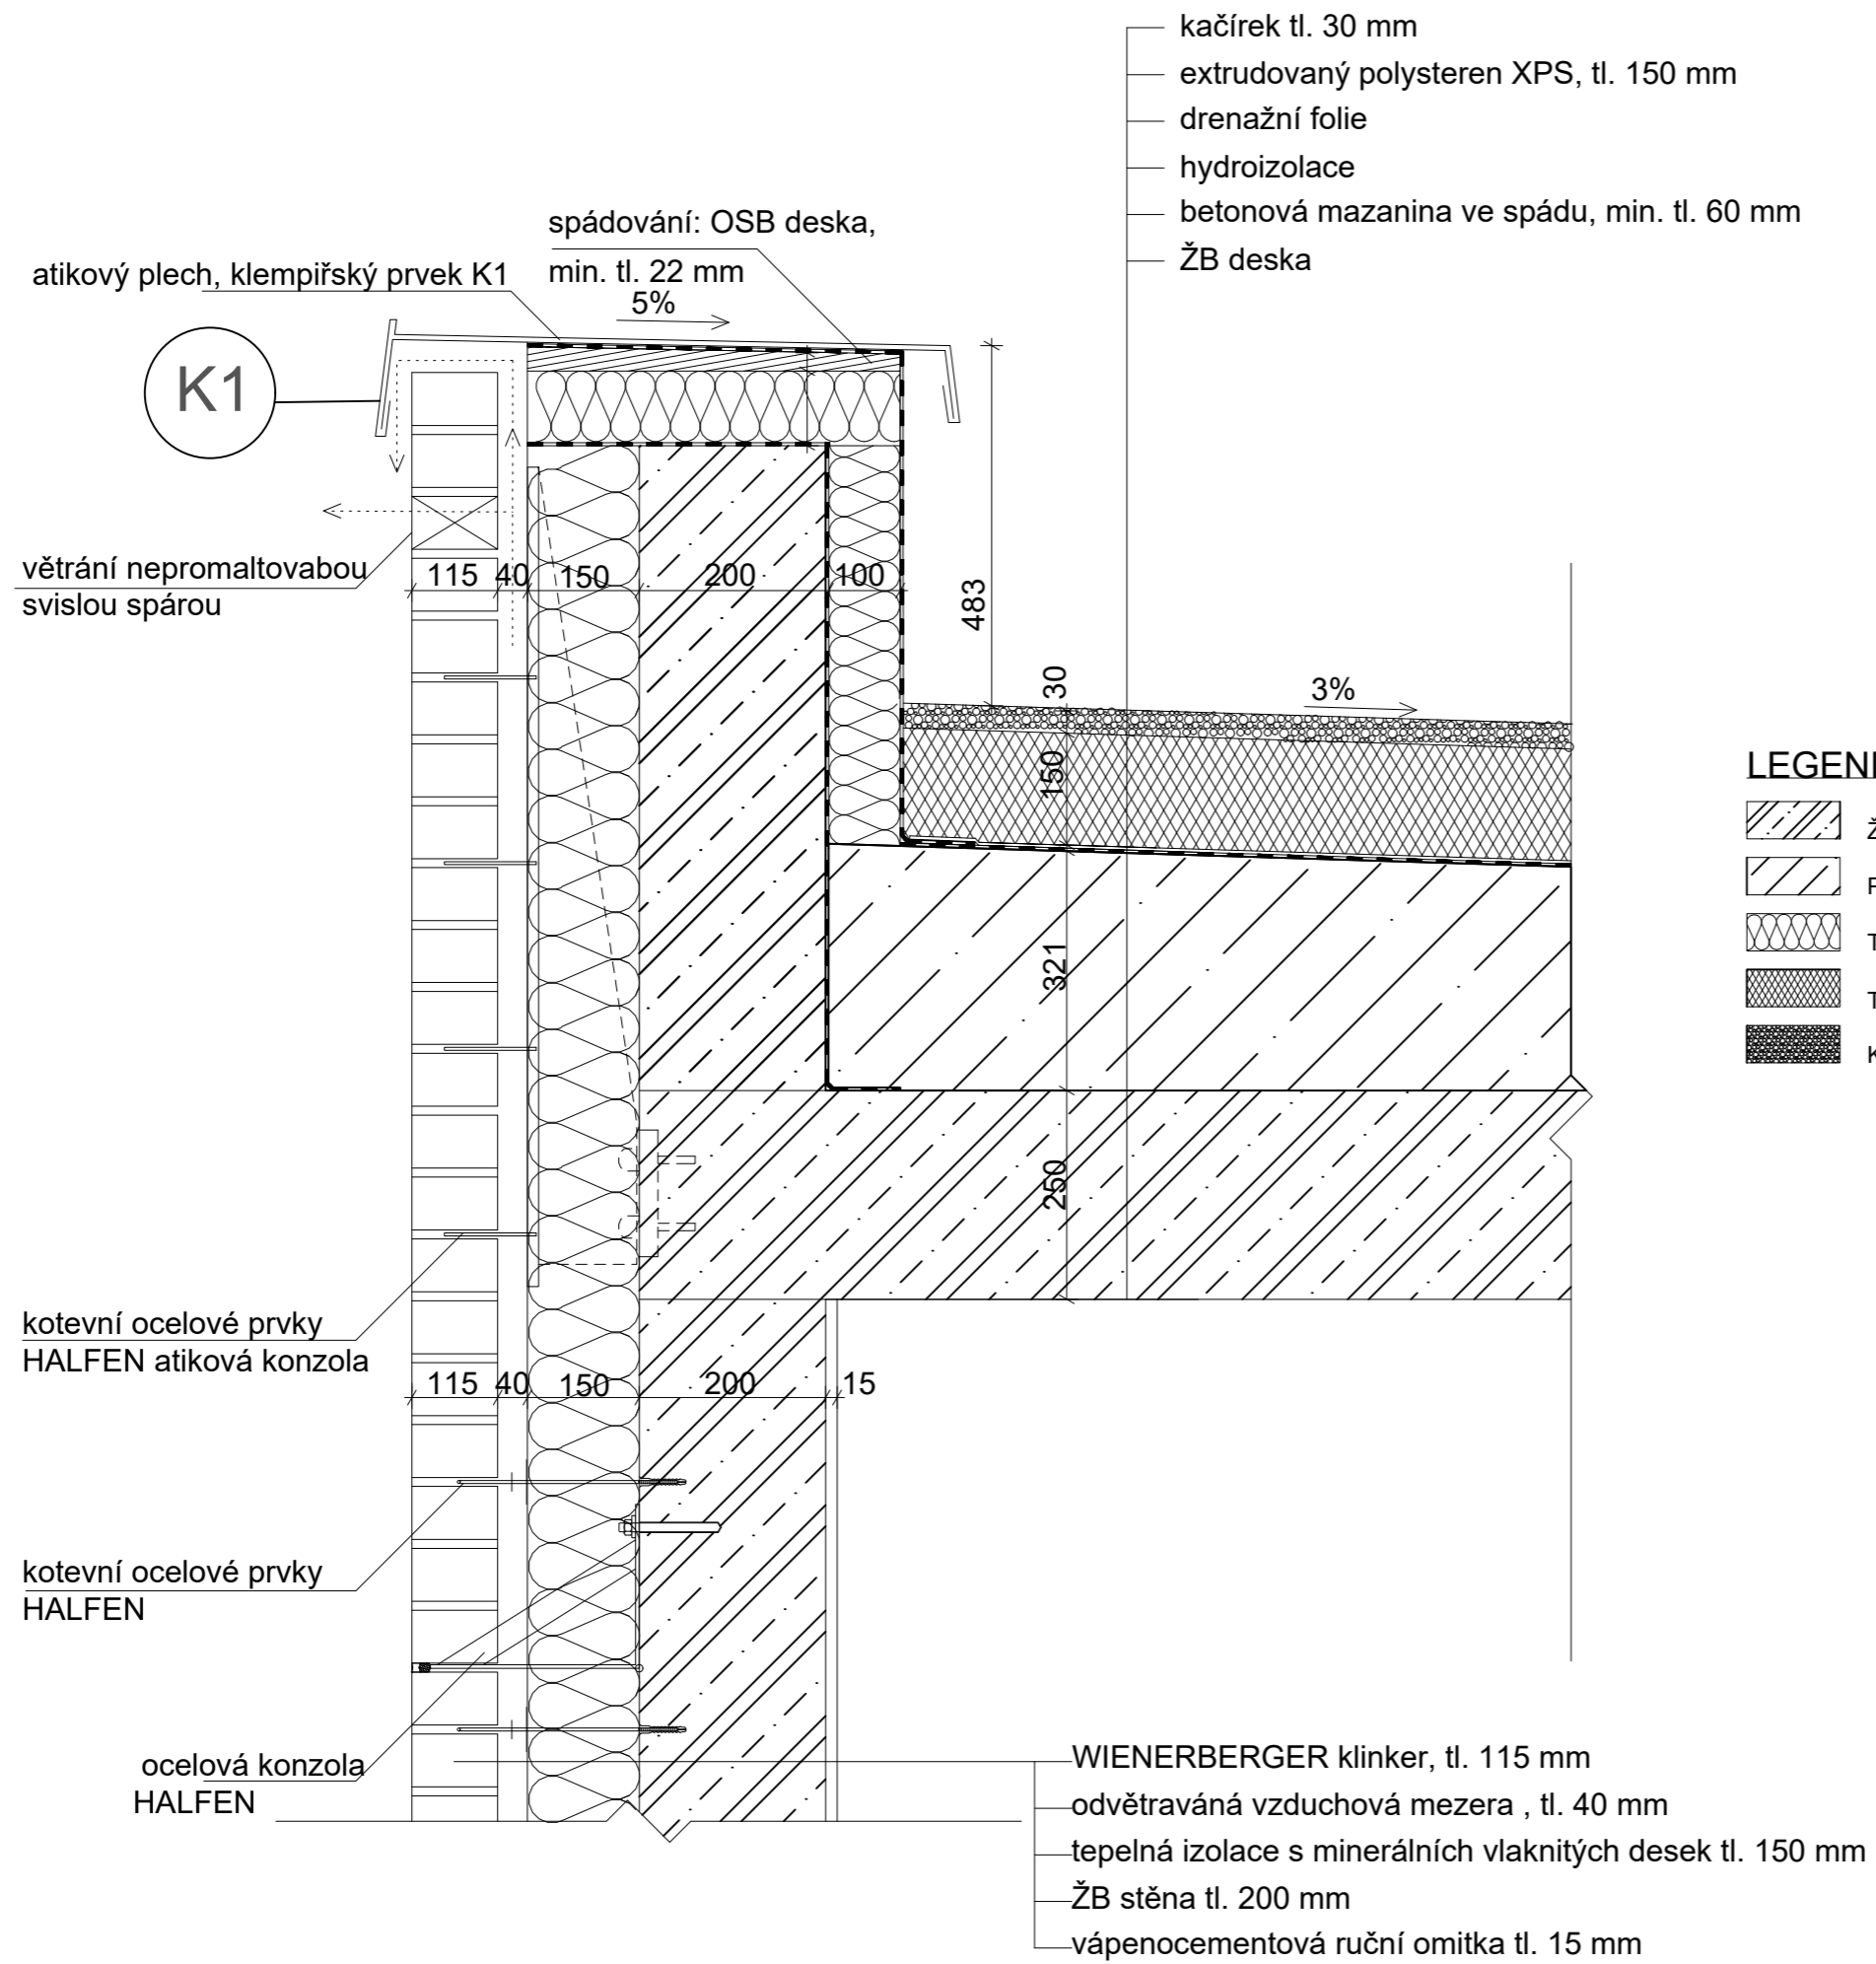 kačírek tl. 30 mm
extrudovaný polysteren XPS, tl. 150 mm
drenažní folie
hydroizolace
betonová mazanina ve spádu, min. tl. 60 mm
ŽB deska
spádování: OSB deska,
min. tl. 22 mm
5%
atikový plech, klempiřský prvek K1
K1
větrání nepromaltovabou
svislou spárou
115 40 150 200 100
483
30
3%
150
321
250
LEGEN
Ž
P
T
T
K
kotevní ocelové prvky
HALFEN atiková konzola
115 40 150 200 15
kotevní ocelové prvky
HALFEN
ocelová konzola
HALFEN
WIENERBERGER klinker, tl. 115 mm
odvětraváná vzduchová mezera , tl. 40 mm
tepelná izolace s minerálních vlaknitých desek tl. 150 mm
ŽB stěna tl. 200 mm
vápenocementová ruční omitka tl. 15 mm